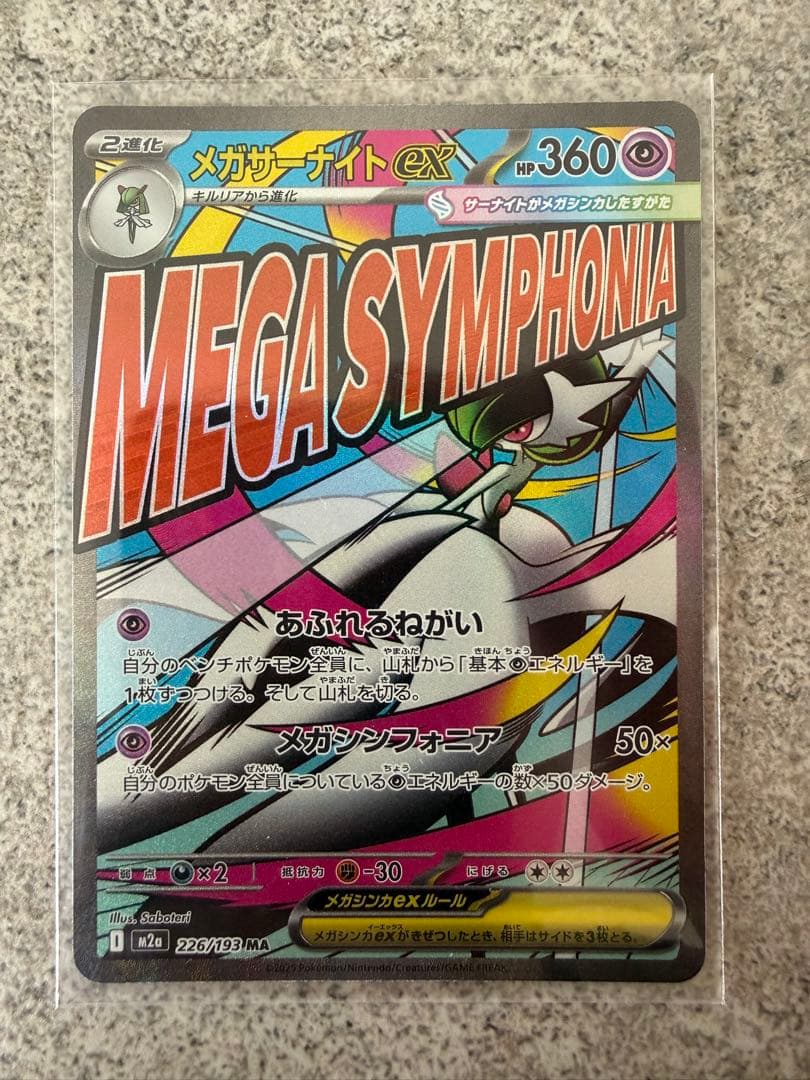 2進化
メガサーナイトex
HP360
キルリアから進化
サーナイトがメガシンカしたすがた
MEGA SYMPHONIA
あふれるねがい
自分のベンチポケモン全員に、山札から「基本エネルギー」を
1枚ずつつける。そして山札を切る。
メガシンフォニア 50×
自分のポケモン全員についているエネルギーの数×50ダメージ。
弱点 ×2 抵抗力 -30 にげる
メガシンカexルール
メガシンカexがきぜつしたとき、相手はサイドを3枚とる。
Illus. Saboteri
I m2a 226/193 MA
©2025 Pokémon/Nintendo/Creatures/GAME FREAK.